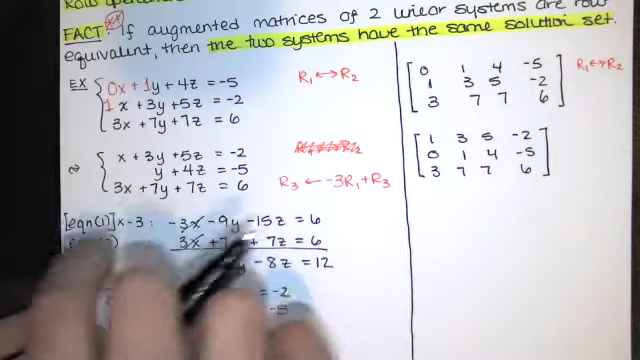 Row operations
FACT ** If augmented matrices of 2 linear systems are row
equivalent, then the two systems have the same solution set.
EX
0x + 1y + 4z = -5
1x + 3y + 5z = -2
3x + 7y + 7z = 6
R1 ↔ R2
⇔
x + 3y + 5z = -2
y + 4z = -5
3x + 7y + 7z = 6
R3 ← -3R1 + R3
[eqn(1)] x -3 : -3x - 9y - 15z = 6
3x + 7 + 7z = 6
y - 8z = 12
= -2
-5
0 1 4 -5
1 3 5 -2
3 7 7 6
R1 ↔ R2
1 3 5 -2
0 1 4 -5
3 7 7 6